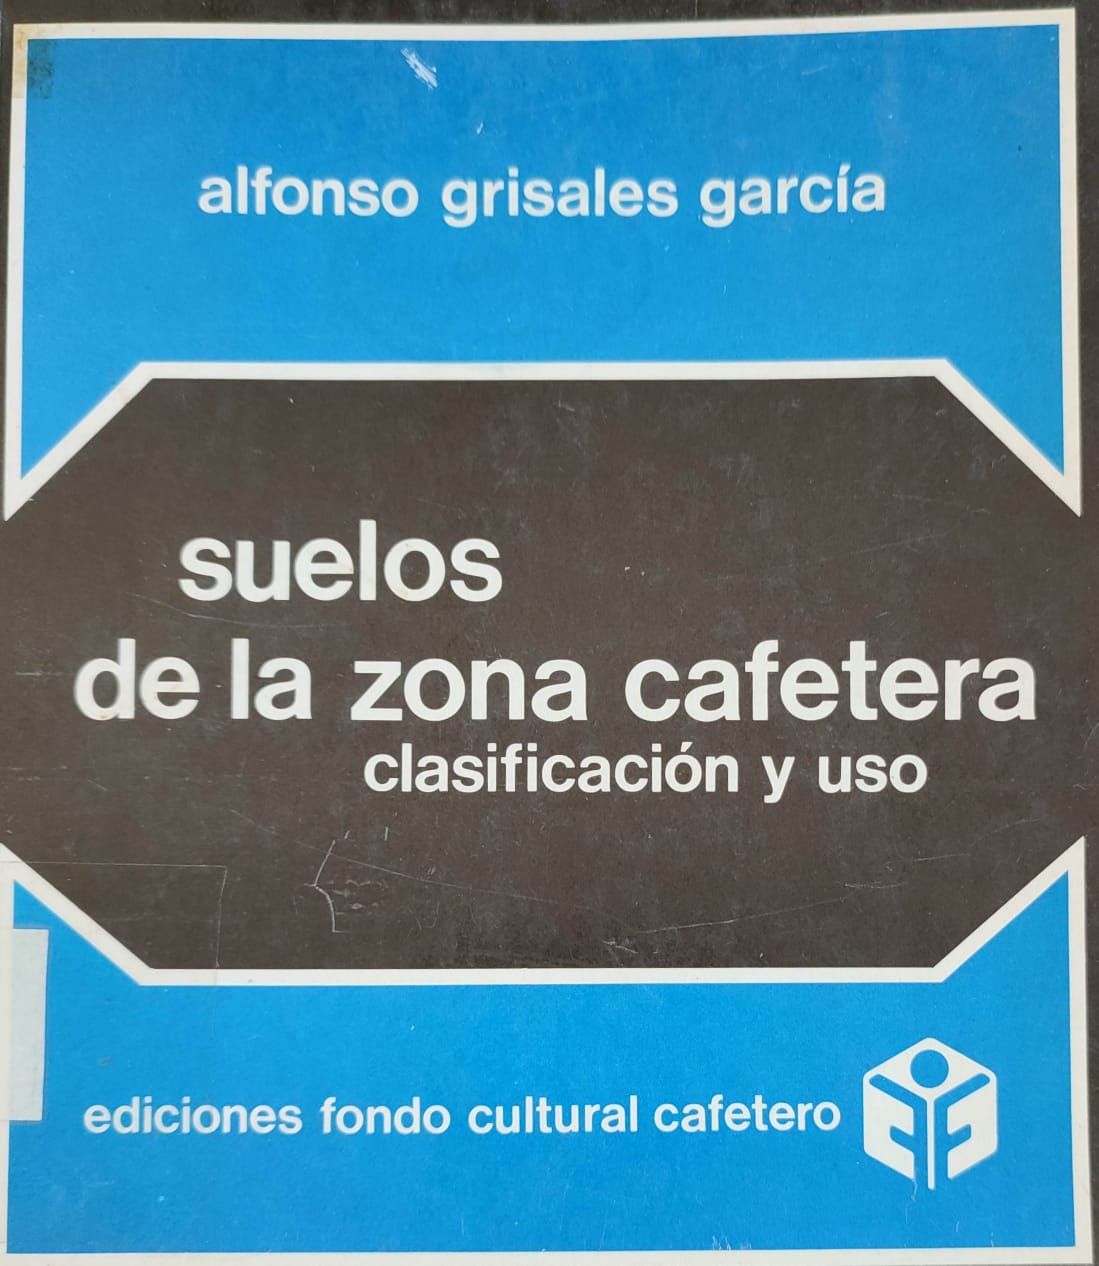 alfonso grisales garcía
suelos
de la zona cafetera
clasificación y uso
ediciones fondo cultural cafetero